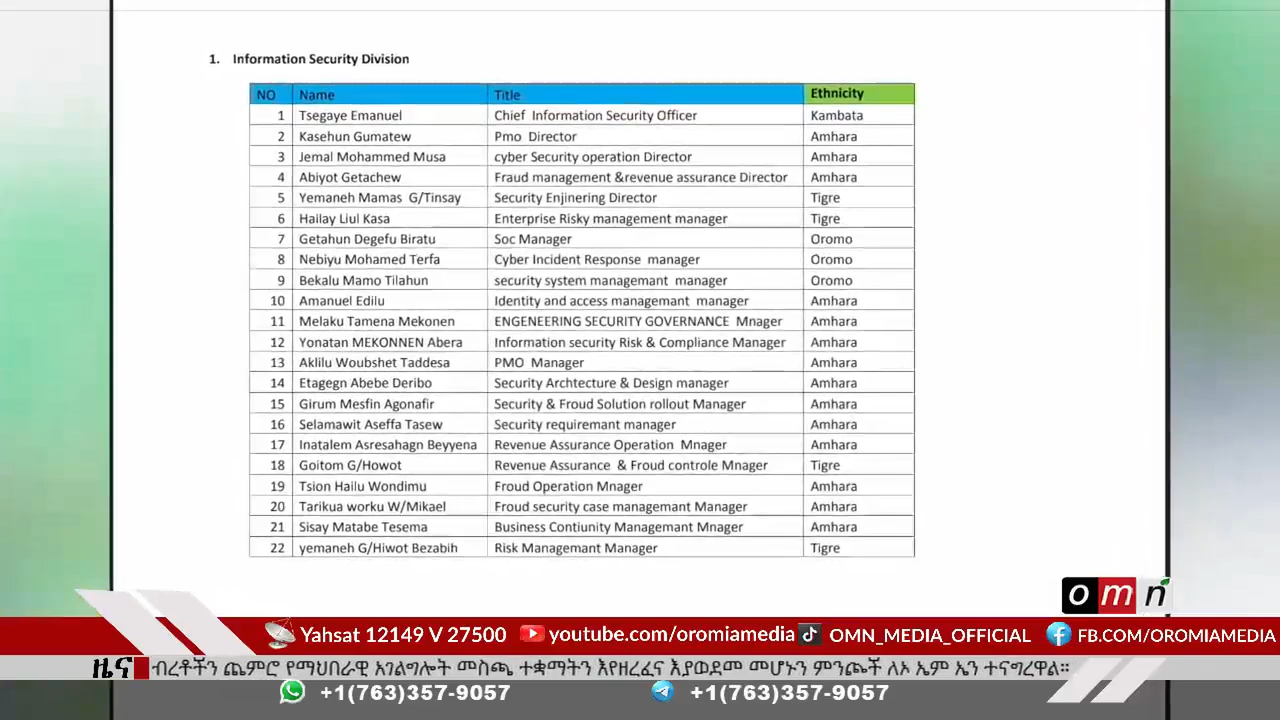 1. Information Security Division
NO Name Title Ethnicity
1 Tsegaye Emanuel Chief Information Security Officer Kambata
2 Kasehun Gumatew Pmo Director Amhara
3 Jemal Mohammed Musa cyber Security operation Director Amhara
4 Abiyot Getachew Fraud management &revenue assurance Director Amhara
5 Yemaneh Mamas G/Tinsay Security Enjinering Director Tigre
6 Hailay Liul Kasa Enterprise Risky management manager Tigre
7 Getahun Degefu Biratu Soc Manager Oromo
8 Nebiyu Mohamed Terfa Cyber Incident Response manager Oromo
9 Bekalu Mamo Tilahun security system managemant manager Oromo
10 Amanuel Edilu Identity and access managemant manager Amhara
11 Melaku Tamena Mekonen ENGENEERING SECURITY GOVERNANCE Mnager Amhara
12 Yonatan MEKONNEN Abera Information security Risk & Compliance Manager Amhara
13 Aklilu Woubshet Taddesa PMO Manager Amhara
14 Etagegn Abebe Deribo Security Archtecture & Design manager Amhara
15 Girum Mesfin Agonafir Security & Froud Solution rollout Manager Amhara
16 Selamawit Aseffa Tasew Security requiremant manager Amhara
17 Inatalem Asresahagn Beyyena Revenue Assurance Operation Mnager Amhara
18 Goitom G/Howot Revenue Assurance & Froud controle Mnager Tigre
19 Tsion Hailu Wondimu Froud Operation Mnager Amhara
20 Tarikua worku W/Mikael Froud security case managemant Manager Amhara
21 Sisay Matabe Tesema Business Contiunity Managemant Mnager Amhara
22 yemaneh G/Hiwot Bezabih Risk Managemant Manager Tigre
omn
Yahsat 12149 V 27500 youtube.com/oromiamedia OMN_MEDIA_OFFICIAL FB.COM/OROMIAMEDIA
ዜና ብረቶችን ጨምሮ የማህበራዊ አገልግሎት መስጫ ተቋማትን እየዘረፈና እያወደመ መሆኑን ምንጮች ለኦ ኤም ኤን ተናግረዋል።
+1(763)357-9057 +1(763)357-9057